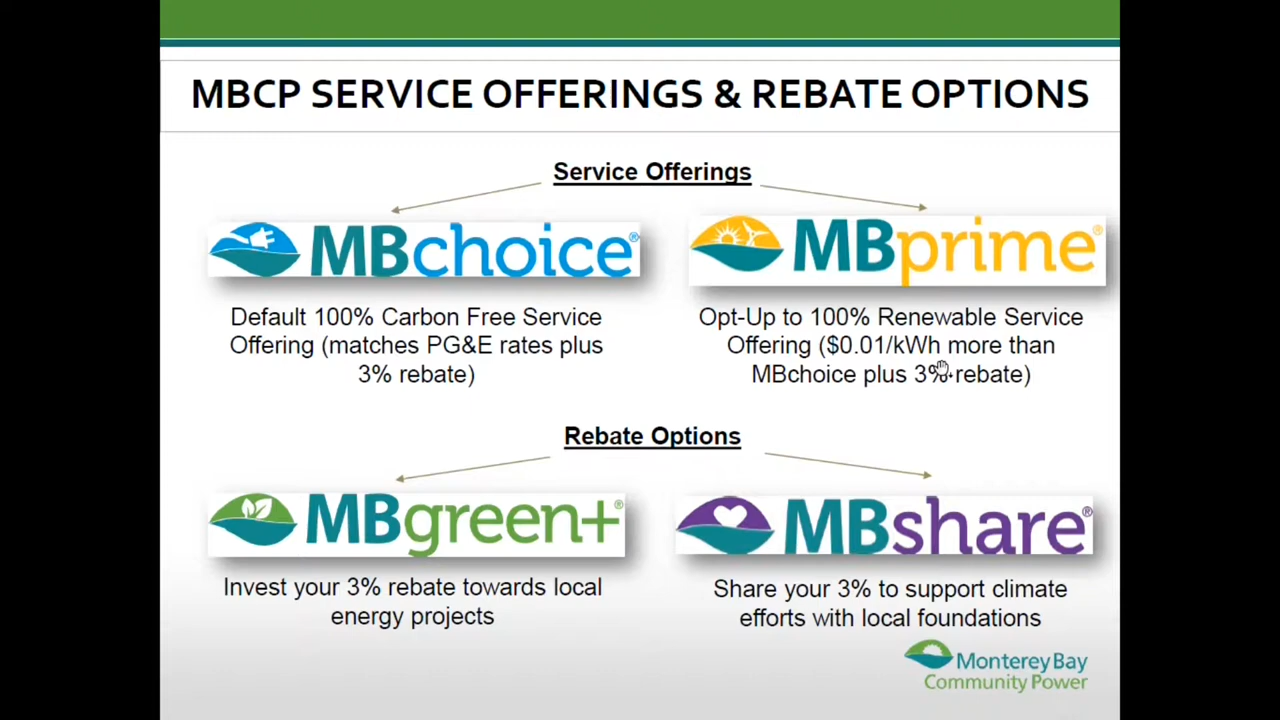 MBCP SERVICE OFFERINGS & REBATE OPTIONS
Service Offerings
MBchoice®
MBprime®
Default 100% Carbon Free Service
Offering (matches PG&E rates plus
3% rebate)
Opt-Up to 100% Renewable Service
Offering ($0.01/kWh more than
MBchoice plus 3% rebate)
Rebate Options
MBgreen+®
MBshare®
Invest your 3% rebate towards local
energy projects
Share your 3% to support climate
efforts with local foundations
Monterey Bay
Community Power